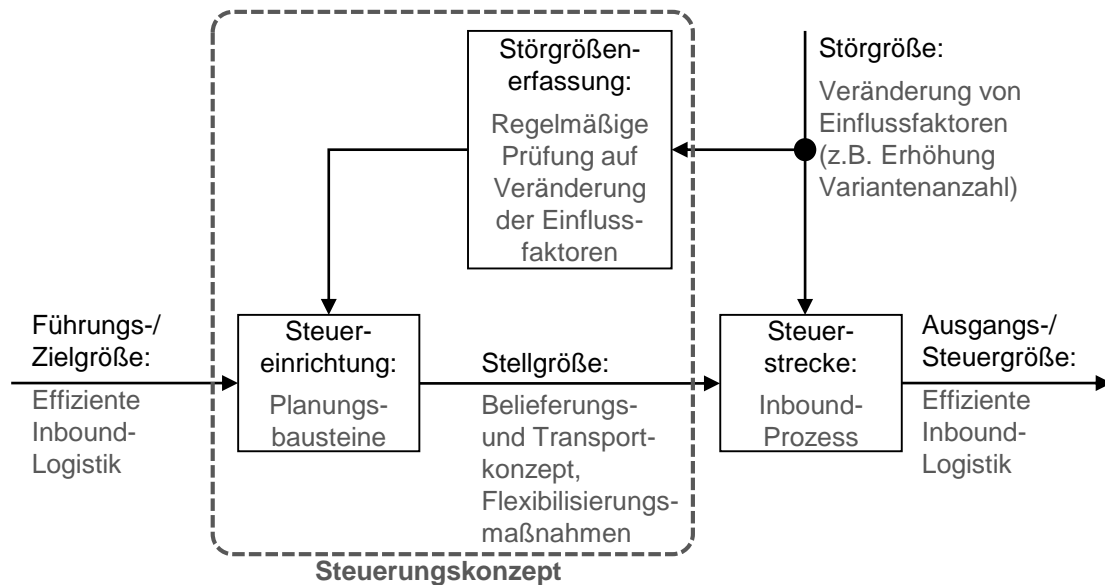 Störgrößen-
erfassung:
Regelmäßige
Prüfung auf
Veränderung
der Einfluss-
faktoren
Störgröße:
Veränderung von
Einflussfaktoren
(z.B. Erhöhung
Variantenanzahl)
Führungs-/
Zielgröße:
Effiziente
Inbound-
Logistik
Steuer-
einrichtung:
Planungs-
bausteine
Stellgröße:
Belieferungs-
und Transport-
konzept,
Flexibilisierungs-
maßnahmen
Steuer-
strecke:
Inbound-
Prozess
Ausgangs-/
Steuergröße:
Effiziente
Inbound-
Logistik
Steuerungskonzept